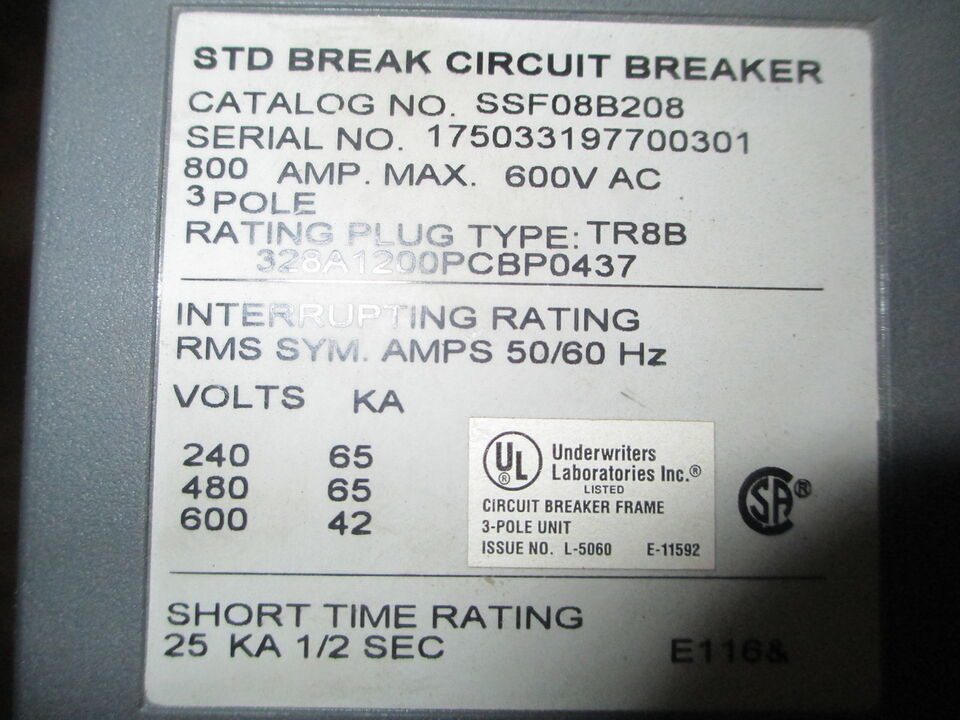 STD BREAK CIRCUIT BREAKER
CATALOG NO. SSF08B208
SERIAL NO. 175033197700301
800 AMP. MAX. 600V AC
3 POLE
RATING PLUG TYPE: TR8B
328A1200PCBP0437
INTERRUPTING RATING
RMS SYM. AMPS 50/60 Hz
VOLTS KA
240 65
480 65
600 42
UL ®
Underwriters
Laboratories Inc.®
LISTED
CIRCUIT BREAKER FRAME
3-POLE UNIT
ISSUE NO. L-5060 E-11592
SA ®
SHORT TIME RATING
25 KA 1/2 SEC